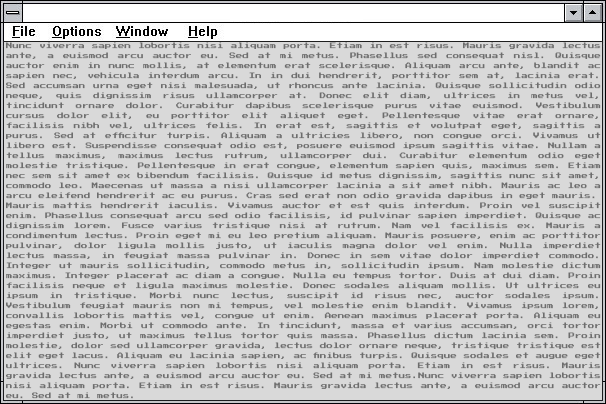 File Options Window Help
Nunc viverra sapien lobortis nisi aliquam porta. Etiam in est risus. Mauris gravida lectus
ante, a euismod arcu auctor eu. Sed at mi metus. Phasellus sed consequat nisl. Quisque
auctor enim in nunc mollis, at elementum erat scelerisque. Aliquam arcu ante, blandit ac
sapien nec, vehicula interdum arcu. In in dui hendrerit, porttitor sem at, lacinia erat.
Sed accumsan urna eget nisi malesuada, ut rhoncus ante lacinia. Quisque sollicitudin odio
neque, quis dignissim risus ullamcorper at. Donec elit diam, ultrices in metus vel,
tincidunt ornare dolor. Curabitur dapibus scelerisque purus vitae euismod. Vestibulum
cursus dolor elit, eu porttitor elit aliquet eget. Pellentesque vitae erat ornare,
facilisis nibh vel, ultrices felis. In erat est, sagittis et volutpat eget, sagittis a
purus. Sed at efficitur turpis. Aliquam a ultricies libero, non congue orci. Vivamus ut
libero est. Suspendisse consequat odio est, posuere euismod ipsum sagittis vitae. Nullam a
tellus maximus, maximus lectus rutrum, ullamcorper dui. Curabitur elementum odio eget
molestie tristique. Pellentesque in erat congue, elementum sapien quis, maximus sem. Etiam
nec sem sit amet ex bibendum facilisis. Quisque id metus dignissim, sagittis nunc sit amet,
commodo leo. Maecenas ut massa a nisi ullamcorper lacinia a sit amet nibh. Mauris ac leo a
arcu eleifend hendrerit ac eu purus. Cras sed erat non odio gravida dapibus in eget mauris.
Mauris mattis hendrerit iaculis. Vivamus auctor et est quis interdum. Proin vel suscipit
enim. Phasellus consequat arcu sed odio facilisis, id pulvinar sapien imperdiet. Quisque ac
dignissim lorem. Fusce varius tristique nisi at rutrum. Nam vel facilisis ex. Mauris a
condimentum lectus. Proin eget mi eu leo pretium aliquam. Mauris posuere, enim ac porttitor
pulvinar, dolor ligula mollis justo, ut iaculis magna dolor vel enim. Nulla imperdiet
lectus massa, in feugiat massa pulvinar in. Donec in sem vitae dolor imperdiet commodo.
Integer ut mauris sollicitudin, commodo metus in, sollicitudin ipsum. Nam molestie dictum
maximus. Integer placerat ac diam a congue. Nulla eu tempus tortor. Duis a dui diam. Proin
facilisis neque et ligula maximus molestie. Donec sodales aliquam mollis. Ut ultrices eu
ipsum in tristique. Morbi nunc lectus, suscipit id risus nec, auctor sodales ipsum.
Vestibulum feugiat mauris non mi tempus, vel molestie enim blandit. Vivamus ipsum lorem,
convallis lobortis mattis vel, congue ut enim. Aenean maximus placerat porta. Aliquam eu
egestas enim. Morbi ut commodo ante. In tincidunt, massa et varius accumsan, orci tortor
imperdiet justo, ut maximus tellus tortor quis massa. Phasellus dictum lacinia sem. Proin
molestie, dolor sed ullamcorper gravida, lectus dolor ornare neque, tristique tristique est
elit eget lacus. Aliquam eu lacinia sapien, ac finibus turpis. Quisque sodales et augue eget
ultrices. Nunc viverra sapien lobortis nisi aliquam porta. Etiam in est risus. Mauris
gravida lectus ante, a euismod arcu auctor eu. Sed at mi metus.Nunc viverra sapien lobortis
nisi aliquam porta. Etiam in est risus. Mauris gravida lectus ante, a euismod arcu auctor
eu. Sed at mi metus.